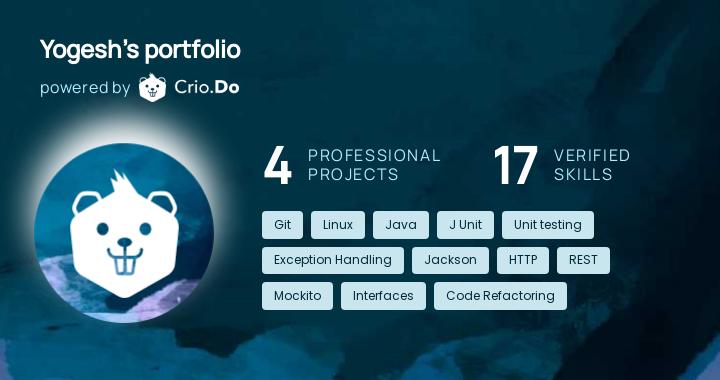 Yogesh's portfolio
powered by Crio.Do
4 PROFESSIONAL PROJECTS
17 VERIFIED SKILLS
Git Linux Java J Unit Unit testing
Exception Handling Jackson HTTP REST
Mockito Interfaces Code Refactoring